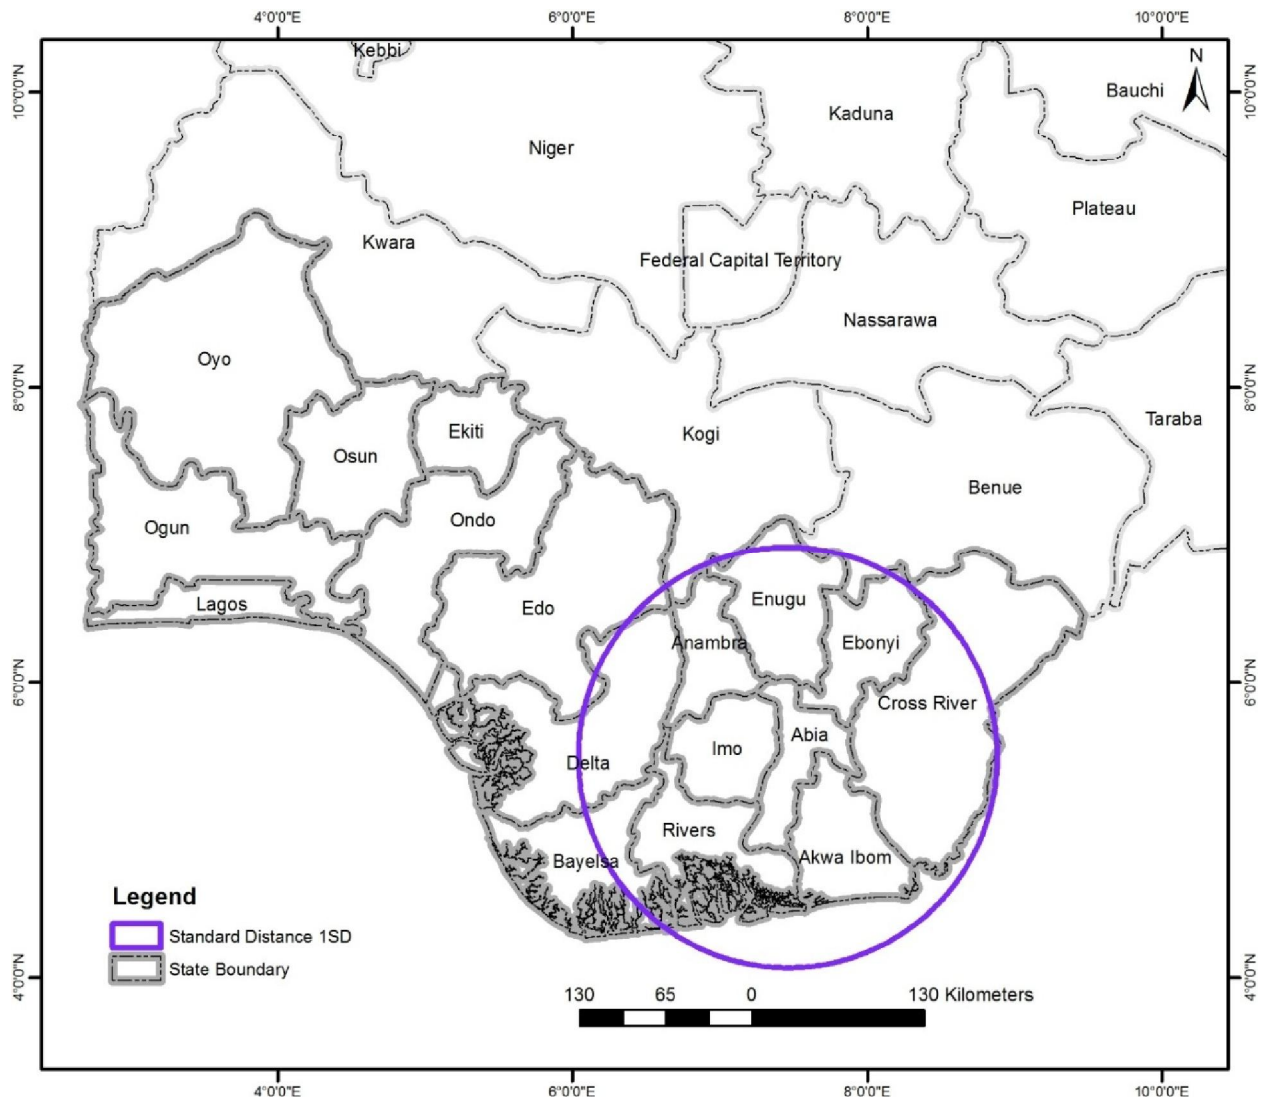 4°0'0"E 6°0'0"E 8°0'0"E 10°0'0"E
Kebbi
N
10°0'0"N
10°0'0"N
Bauchi
Kaduna
Niger
Plateau
Kwara
Federal Capital Territory
Nassarawa
Oyo
8°0'0"N
8°0'0"N
Taraba
Ekiti
Kogi
Osun
Benue
Ogun
Ondo
Enugu
Lagos
Edo
Anambra
Ebonyi
6°0'0"N
6°0'0"N
Cross River
Abia
Imo
Delta
Rivers
Akwa Ibom
Bayelsa
Legend
Standard Distance 1SD
State Boundary
4°0'0"N
4°0'0"N
130 65 0 130 Kilometers
4°0'0"E 6°0'0"E 8°0'0"E 10°0'0"E